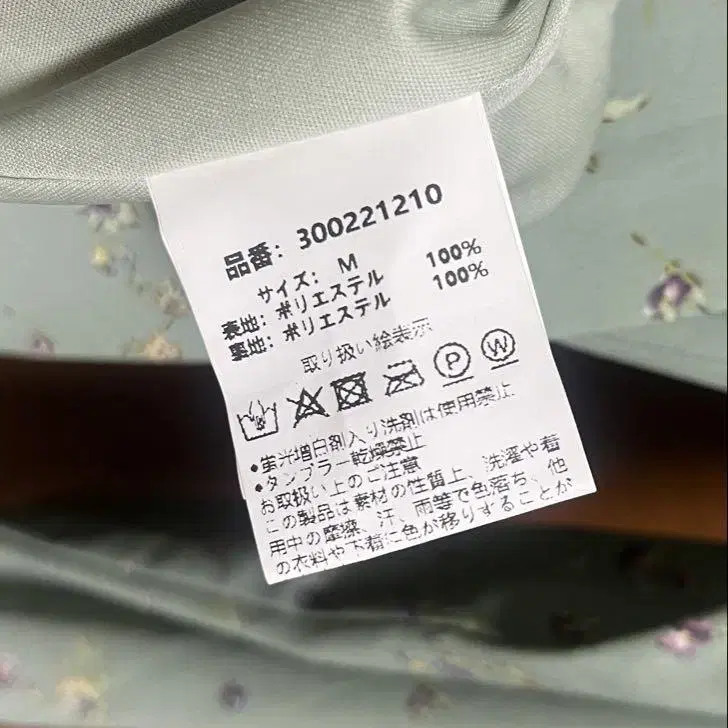 品番: 300221210
サイズ: M
表地: ポリエステル 100%
裏地: ポリエステル 100%
取り扱い絵表示
P W
•蛍光増白剤入り洗剤は使用禁止
•タンブラー乾燥禁止
お取扱い上のご注意
この製品は素材の性質上、洗濯や着
用中の摩擦、汗、雨等で色落ち、他
の衣料や下着に色が移りすることが